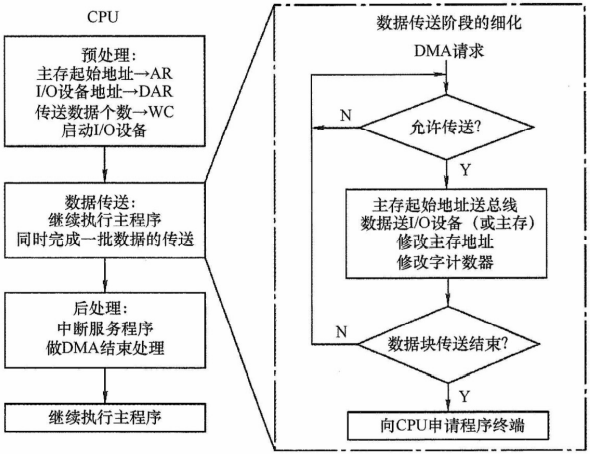 CPU
预处理：
主存起始地址→AR
I/O设备地址→DAR
传送数据个数→WC
启动I/O设备
数据传送：
继续执行主程序
同时完成一批数据的传送
后处理：
中断服务程序
做DMA结束处理
继续执行主程序
数据传送阶段的细化
DMA请求
允许传送？
N
Y
主存起始地址送总线
数据送I/O设备（或主存）
修改主存地址
修改字计数器
数据块传送结束？
N
Y
向CPU申请程序终端